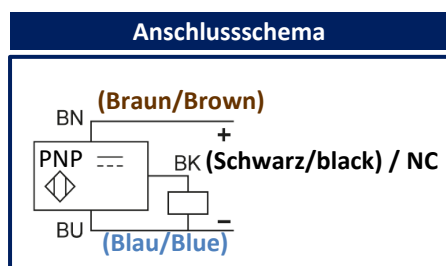 Anschlussschema
(Braun/Brown)
BN
+
PNP
BK (Schwarz/black) / NC
BU
–
(Blau/Blue)